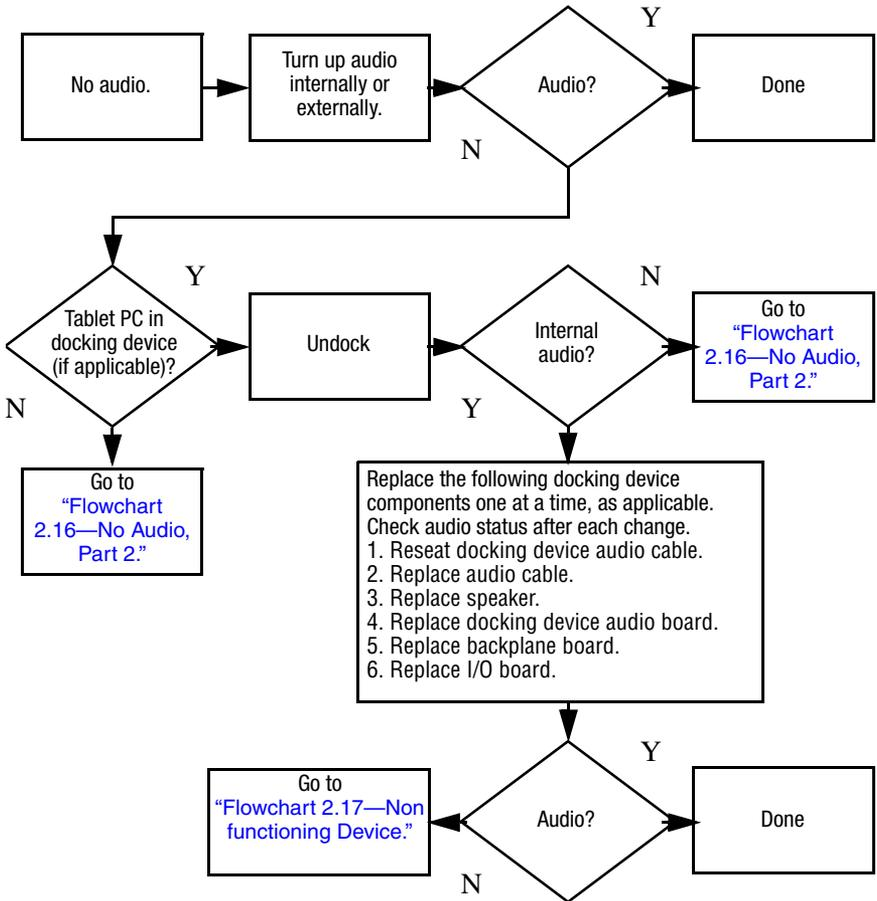 Y
No audio.
Turn up audio
internally or
externally.
Audio?
Done
N
Y
N
Tablet PC in
docking device
(if applicable)?
Undock
Internal
audio?
Go to
“Flowchart
2.16—No Audio,
Part 2.”
N
Y
Go to
“Flowchart
2.16—No Audio,
Part 2.”
Replace the following docking device
components one at a time, as applicable.
Check audio status after each change.
1. Reseat docking device audio cable.
2. Replace audio cable.
3. Replace speaker.
4. Replace docking device audio board.
5. Replace backplane board.
6. Replace I/O board.
Y
Go to
“Flowchart 2.17—Non
functioning Device.”
Audio?
Done
N